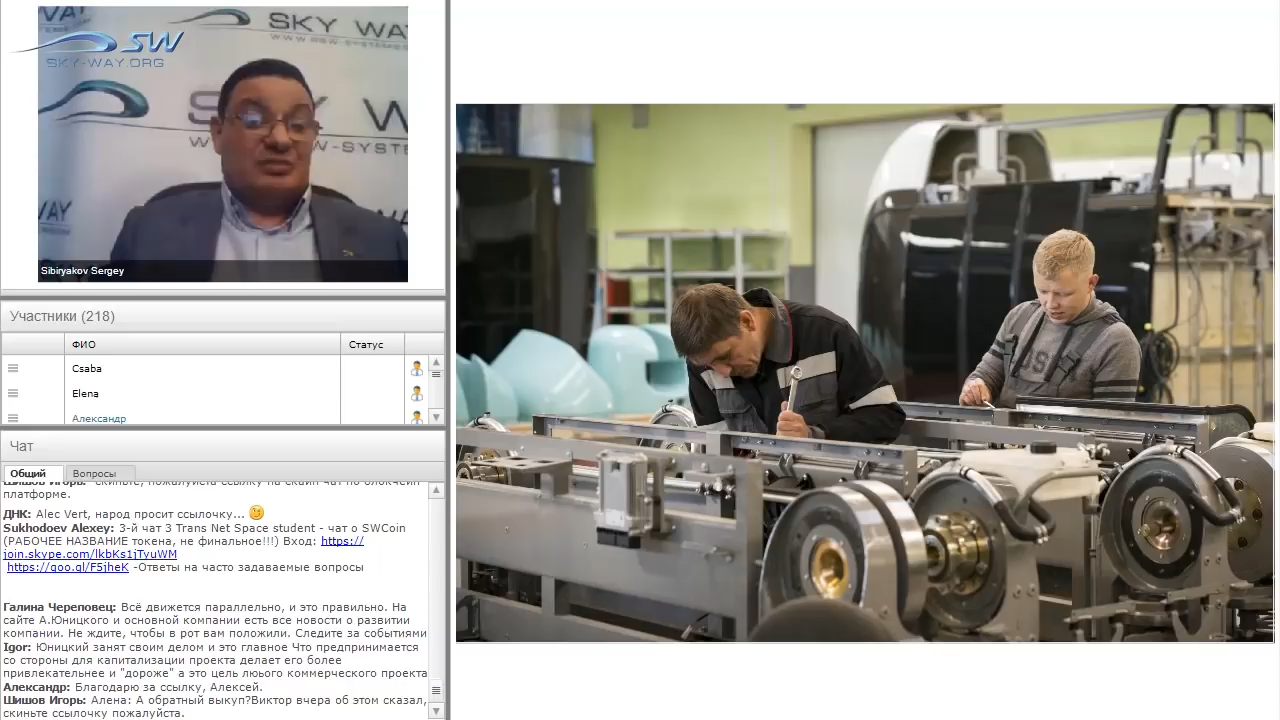 SKY WAY
SW
SKY-WAY.ORG
Sibiryakov Sergey
Участники (218)
ФИО
Статус
Csaba
Elena
Александр
Чат
Общий
Вопросы
платформе.
ДНК: Alec Vert, народ просит ссылочку...
Sukhodoev Alexey: 3-й чат 3 Trans Net Space student - чат о SWCoin
(РАБОЧЕЕ НАЗВАНИЕ токена, не финальное!!!) Вход: https://
join.skype.com/lkbKs1jTvuWM
https://goo.gl/F5jheK -Ответы на часто задаваемые вопросы
Галина Череповец: Всё движется параллельно, и это правильно. На
сайте А.Юницкого и основной компании есть все новости о развитии
компании. Не ждите, чтобы в рот вам положили. Следите за событиями
Igor: Юницкий занят своим делом и это главное Что предпринимается
со стороны для капитализации проекта делает его более
привлекательнее и "дороже" а это цель люього коммерческого проекта
Александр: Благодарю за ссылку, Алексей.
Шишов Игорь: Алена: А обратный выкуп?Виктор вчера об этом сказал,
скиньте ссылочку пожалуйста.